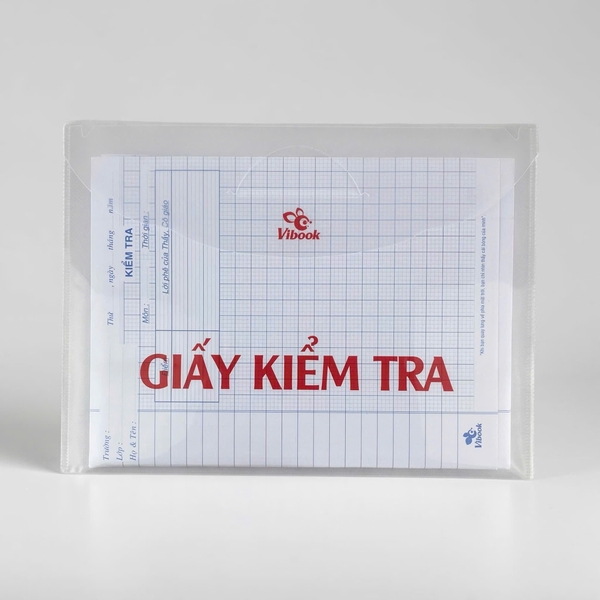 Vibook
GIẤY KIỂM TRA
Thứ , ngày tháng năm
KIỂM TRA
Môn : Thời gian :
Lời phê của Thầy, Cô giáo
Trường :
Lớp :
Họ & Tên :
Vibook